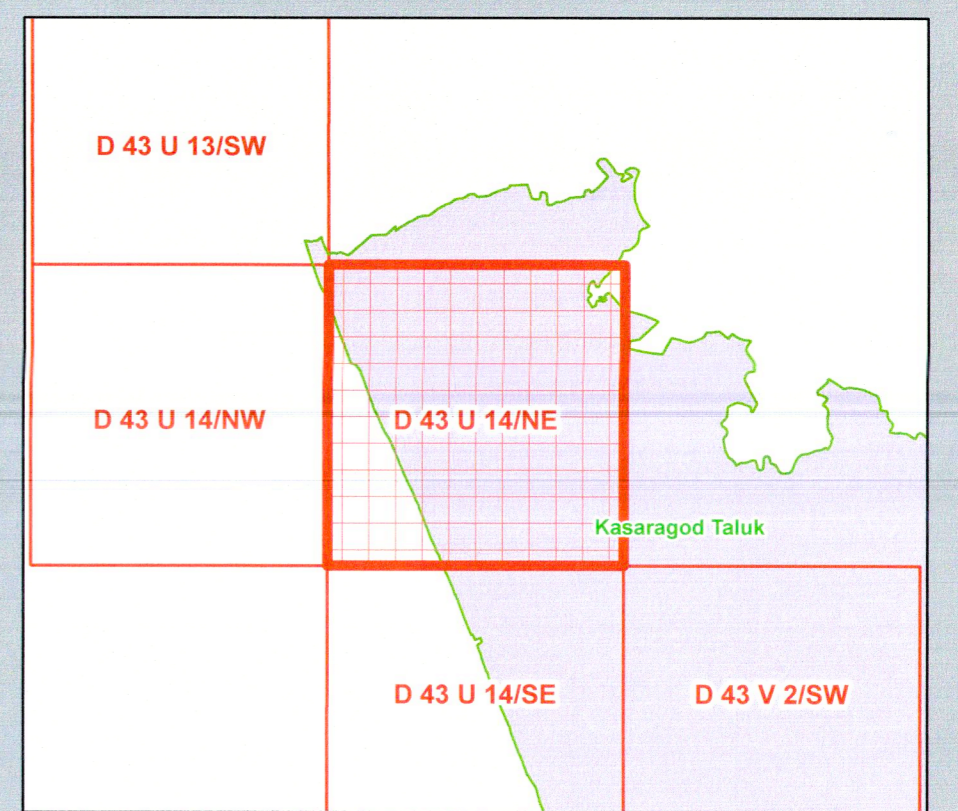 D 43 U 13/SW
D 43 U 14/NW
D 43 U 14/NE
Kasaragod Taluk
D 43 U 14/SE
D 43 V 2/SW